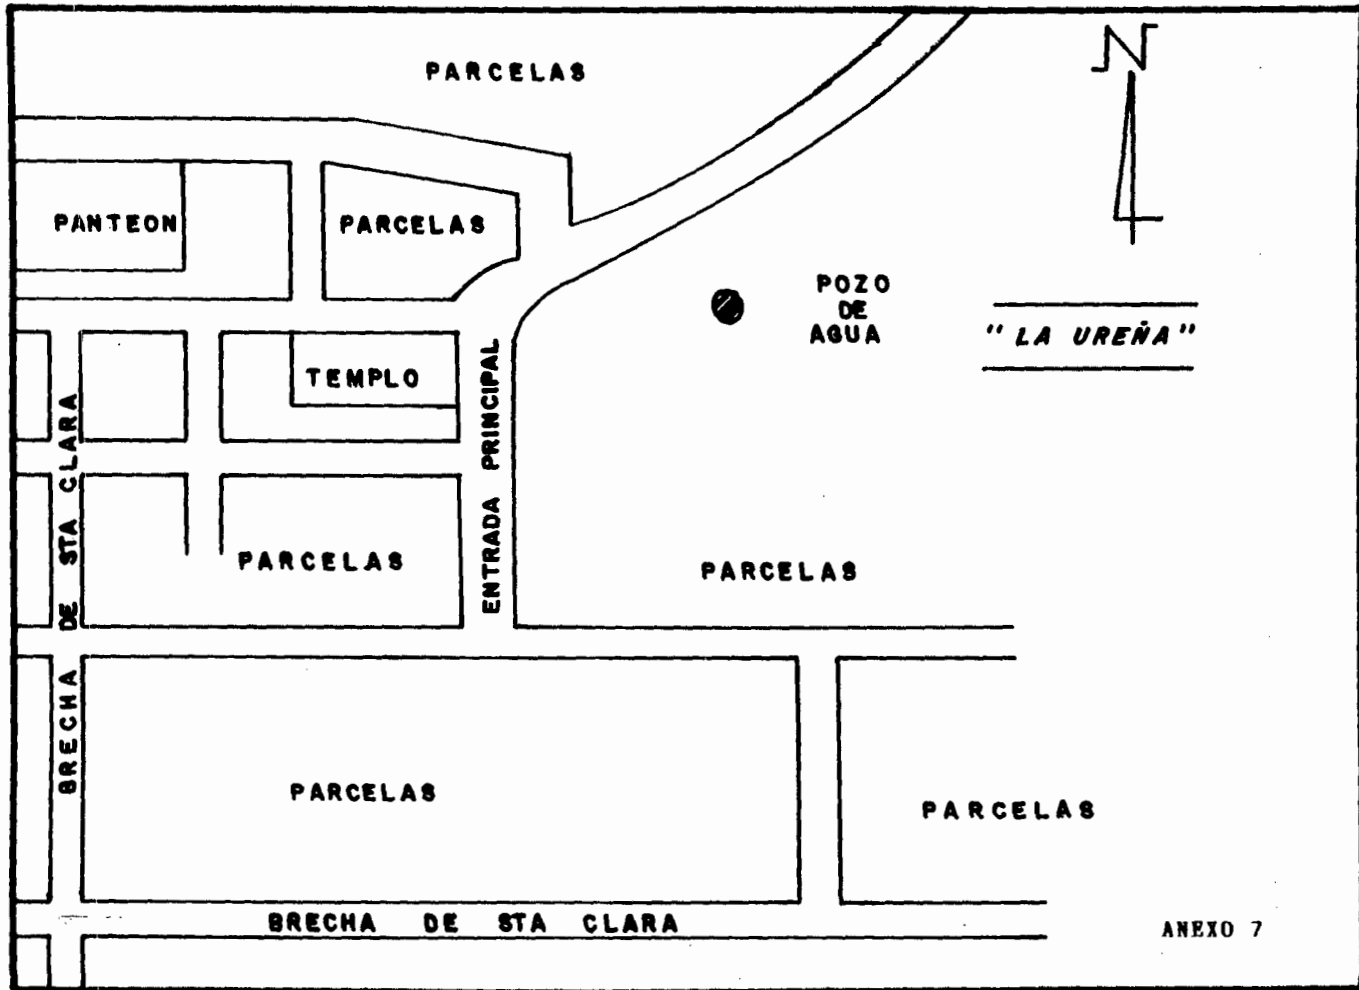 N
PARCELAS
PANTEON
PARCELAS
POZO
DE
AGUA
"LA UREÑA"
TEMPLO
ENTRADA PRINCIPAL
BRECHA DE STA CLARA
PARCELAS
PARCELAS
PARCELAS
PARCELAS
BRECHA DE STA CLARA
ANEXO 7